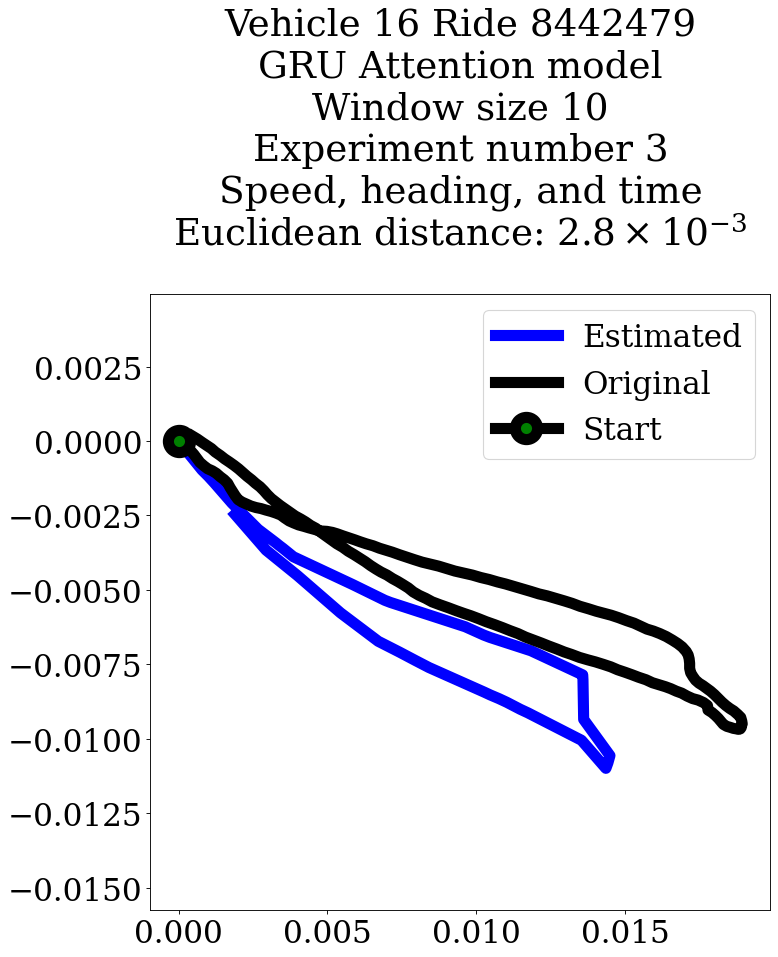 Vehicle 16 Ride 8442479
GRU Attention model
Window size 10
Experiment number 3
Speed, heading, and time
Euclidean distance: 2.8 × 10⁻³
Estimated
Original
Start
0.0025
0.0000
−0.0025
−0.0050
−0.0075
−0.0100
−0.0125
−0.0150
0.000 0.005 0.010 0.015